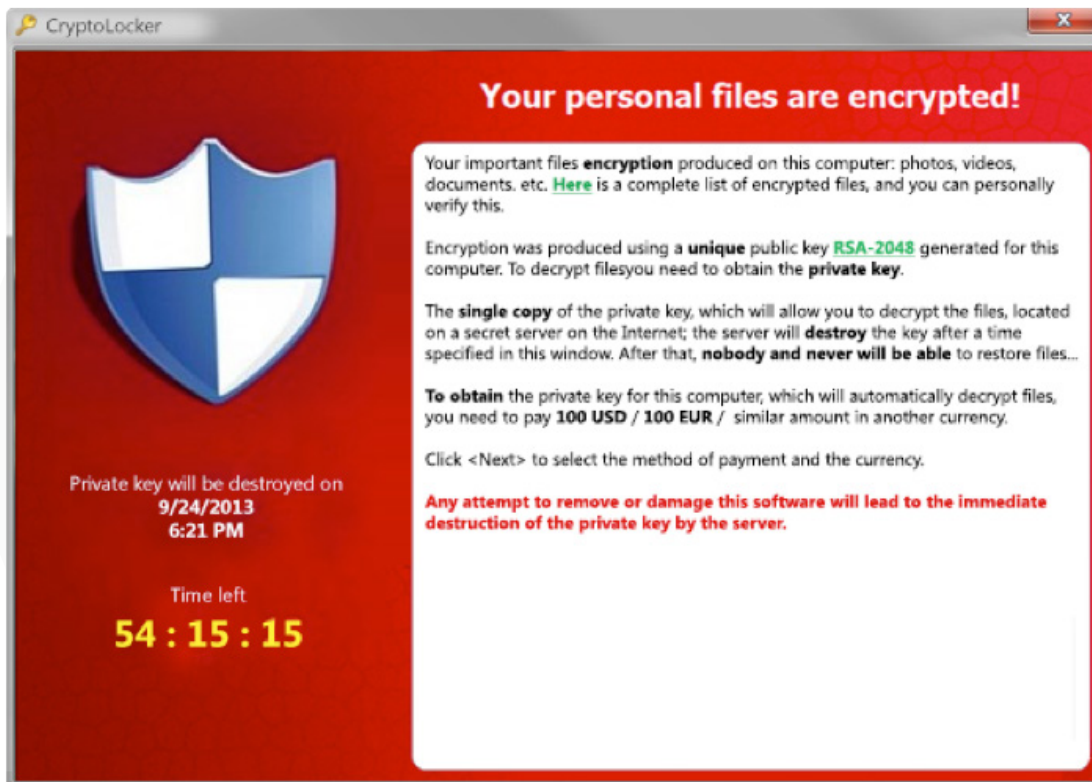 CryptoLocker
Your personal files are encrypted!
Your important files encryption produced on this computer: photos, videos,
documents. etc. Here is a complete list of encrypted files, and you can personally
verify this.
Encryption was produced using a unique public key RSA-2048 generated for this
computer. To decrypt filesyou need to obtain the private key.
The single copy of the private key, which will allow you to decrypt the files, located
on a secret server on the Internet; the server will destroy the key after a time
specified in this window. After that, nobody and never will be able to restore files...
To obtain the private key for this computer, which will automatically decrypt files,
you need to pay 100 USD / 100 EUR / similar amount in another currency.
Click <Next> to select the method of payment and the currency.
Any attempt to remove or damage this software will lead to the immediate
destruction of the private key by the server.
Private key will be destroyed on
9/24/2013
6:21 PM
Time left
54 : 15 : 15